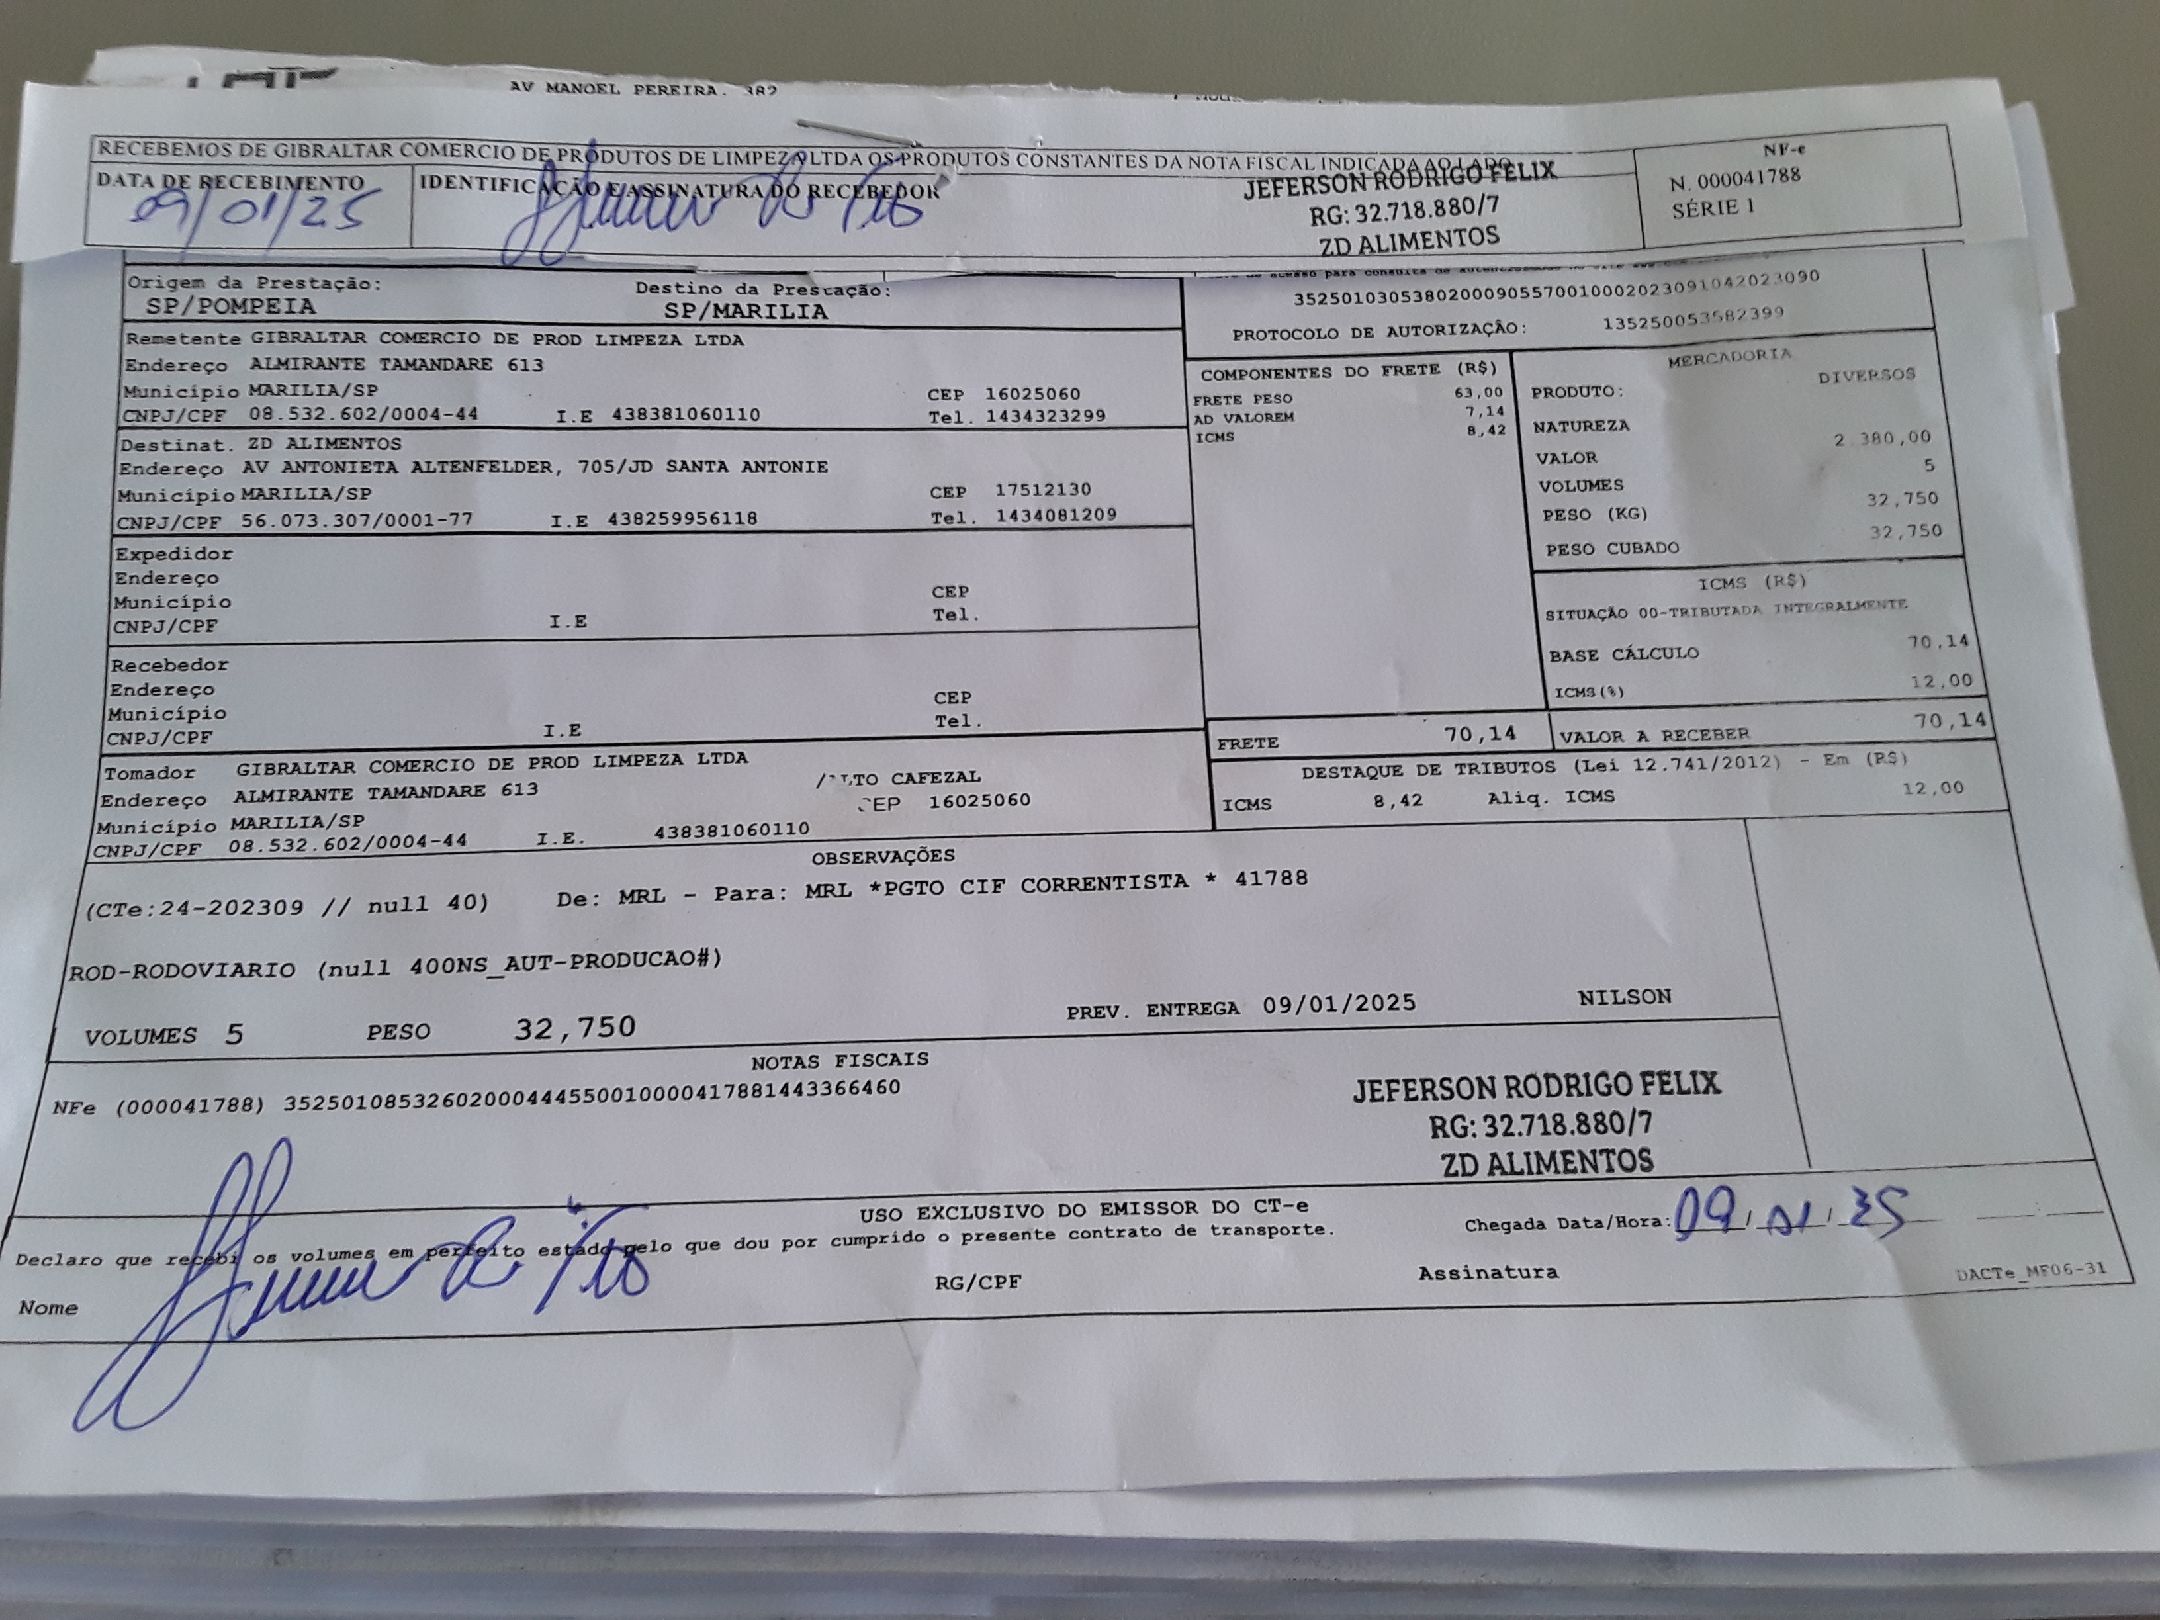 AV MANOEL PEREIRA. 382
RECEBEMOS DE GIBRALTAR COMERCIO DE PRODUTOS DE LIMPEZA LTDA OS PRODUTOS CONSTANTES DA NOTA FISCAL INDICADA AO LADO
DATA DE RECEBIMENTO
09/01/25
IDENTIFICAÇÃO E ASSINATURA DO RECEBEDOR
JEFERSON RODRIGO FELIX
RG: 32.718.880/7
ZD ALIMENTOS
NF-e
N. 000041788
SÉRIE 1
Origem da Prestação:
SP/POMPEIA
Destino da Prestação:
SP/MARILIA
35250103053802000905570010002023091042023090
PROTOCOLO DE AUTORIZAÇÃO: 135250053582399
Remetente GIBRALTAR COMERCIO DE PROD LIMPEZA LTDA
Endereço ALMIRANTE TAMANDARE 613
Município MARILIA/SP CEP 16025060
CNPJ/CPF 08.532.602/0004-44 I.E 438381060110 Tel. 1434323299
Destinat. ZD ALIMENTOS
Endereço AV ANTONIETA ALTENFELDER, 705/JD SANTA ANTONIE
Município MARILIA/SP CEP 17512130
CNPJ/CPF 56.073.307/0001-77 I.E 438259956118 Tel. 1434081209
Expedidor
Endereço
Município CEP
CNPJ/CPF I.E Tel.
Recebedor
Endereço
Município CEP
CNPJ/CPF I.E Tel.
COMPONENTES DO FRETE (R$)
FRETE PESO 63,00
AD VALOREM 7,14
ICMS 8,42
MERCADORIA
PRODUTO: DIVERSOS
NATUREZA
VALOR 2.380,00
VOLUMES 5
PESO (KG) 32,750
PESO CUBADO 32,750
ICMS (R$)
SITUAÇÃO 00-TRIBUTADA INTEGRALMENTE
BASE CÁLCULO 70,14
ICMS(%) 12,00
FRETE 70,14 VALOR A RECEBER 70,14
DESTAQUE DE TRIBUTOS (Lei 12.741/2012) - Em (R$)
ICMS 8,42 Aliq. ICMS 12,00
Tomador GIBRALTAR COMERCIO DE PROD LIMPEZA LTDA
Endereço ALMIRANTE TAMANDARE 613 /ALTO CAFEZAL
Município MARILIA/SP CEP 16025060
CNPJ/CPF 08.532.602/0004-44 I.E. 438381060110
OBSERVAÇÕES
(CTe:24-202309 // null 40) De: MRL - Para: MRL *PGTO CIF CORRENTISTA * 41788
ROD-RODOVIARIO (null 400NS_AUT-PRODUCAO#)
VOLUMES 5 PESO 32,750 PREV. ENTREGA 09/01/2025 NILSON
NOTAS FISCAIS
NFe (000041788) 35250108532602000444550010000417881443366460
JEFERSON RODRIGO FELIX
RG: 32.718.880/7
ZD ALIMENTOS
USO EXCLUSIVO DO EMISSOR DO CT-e
Declaro que recebi os volumes em perfeito estado pelo que dou por cumprido o presente contrato de transporte.
Chegada Data/Hora: 09/01/25
Nome RG/CPF Assinatura
DACTe_MF06-31